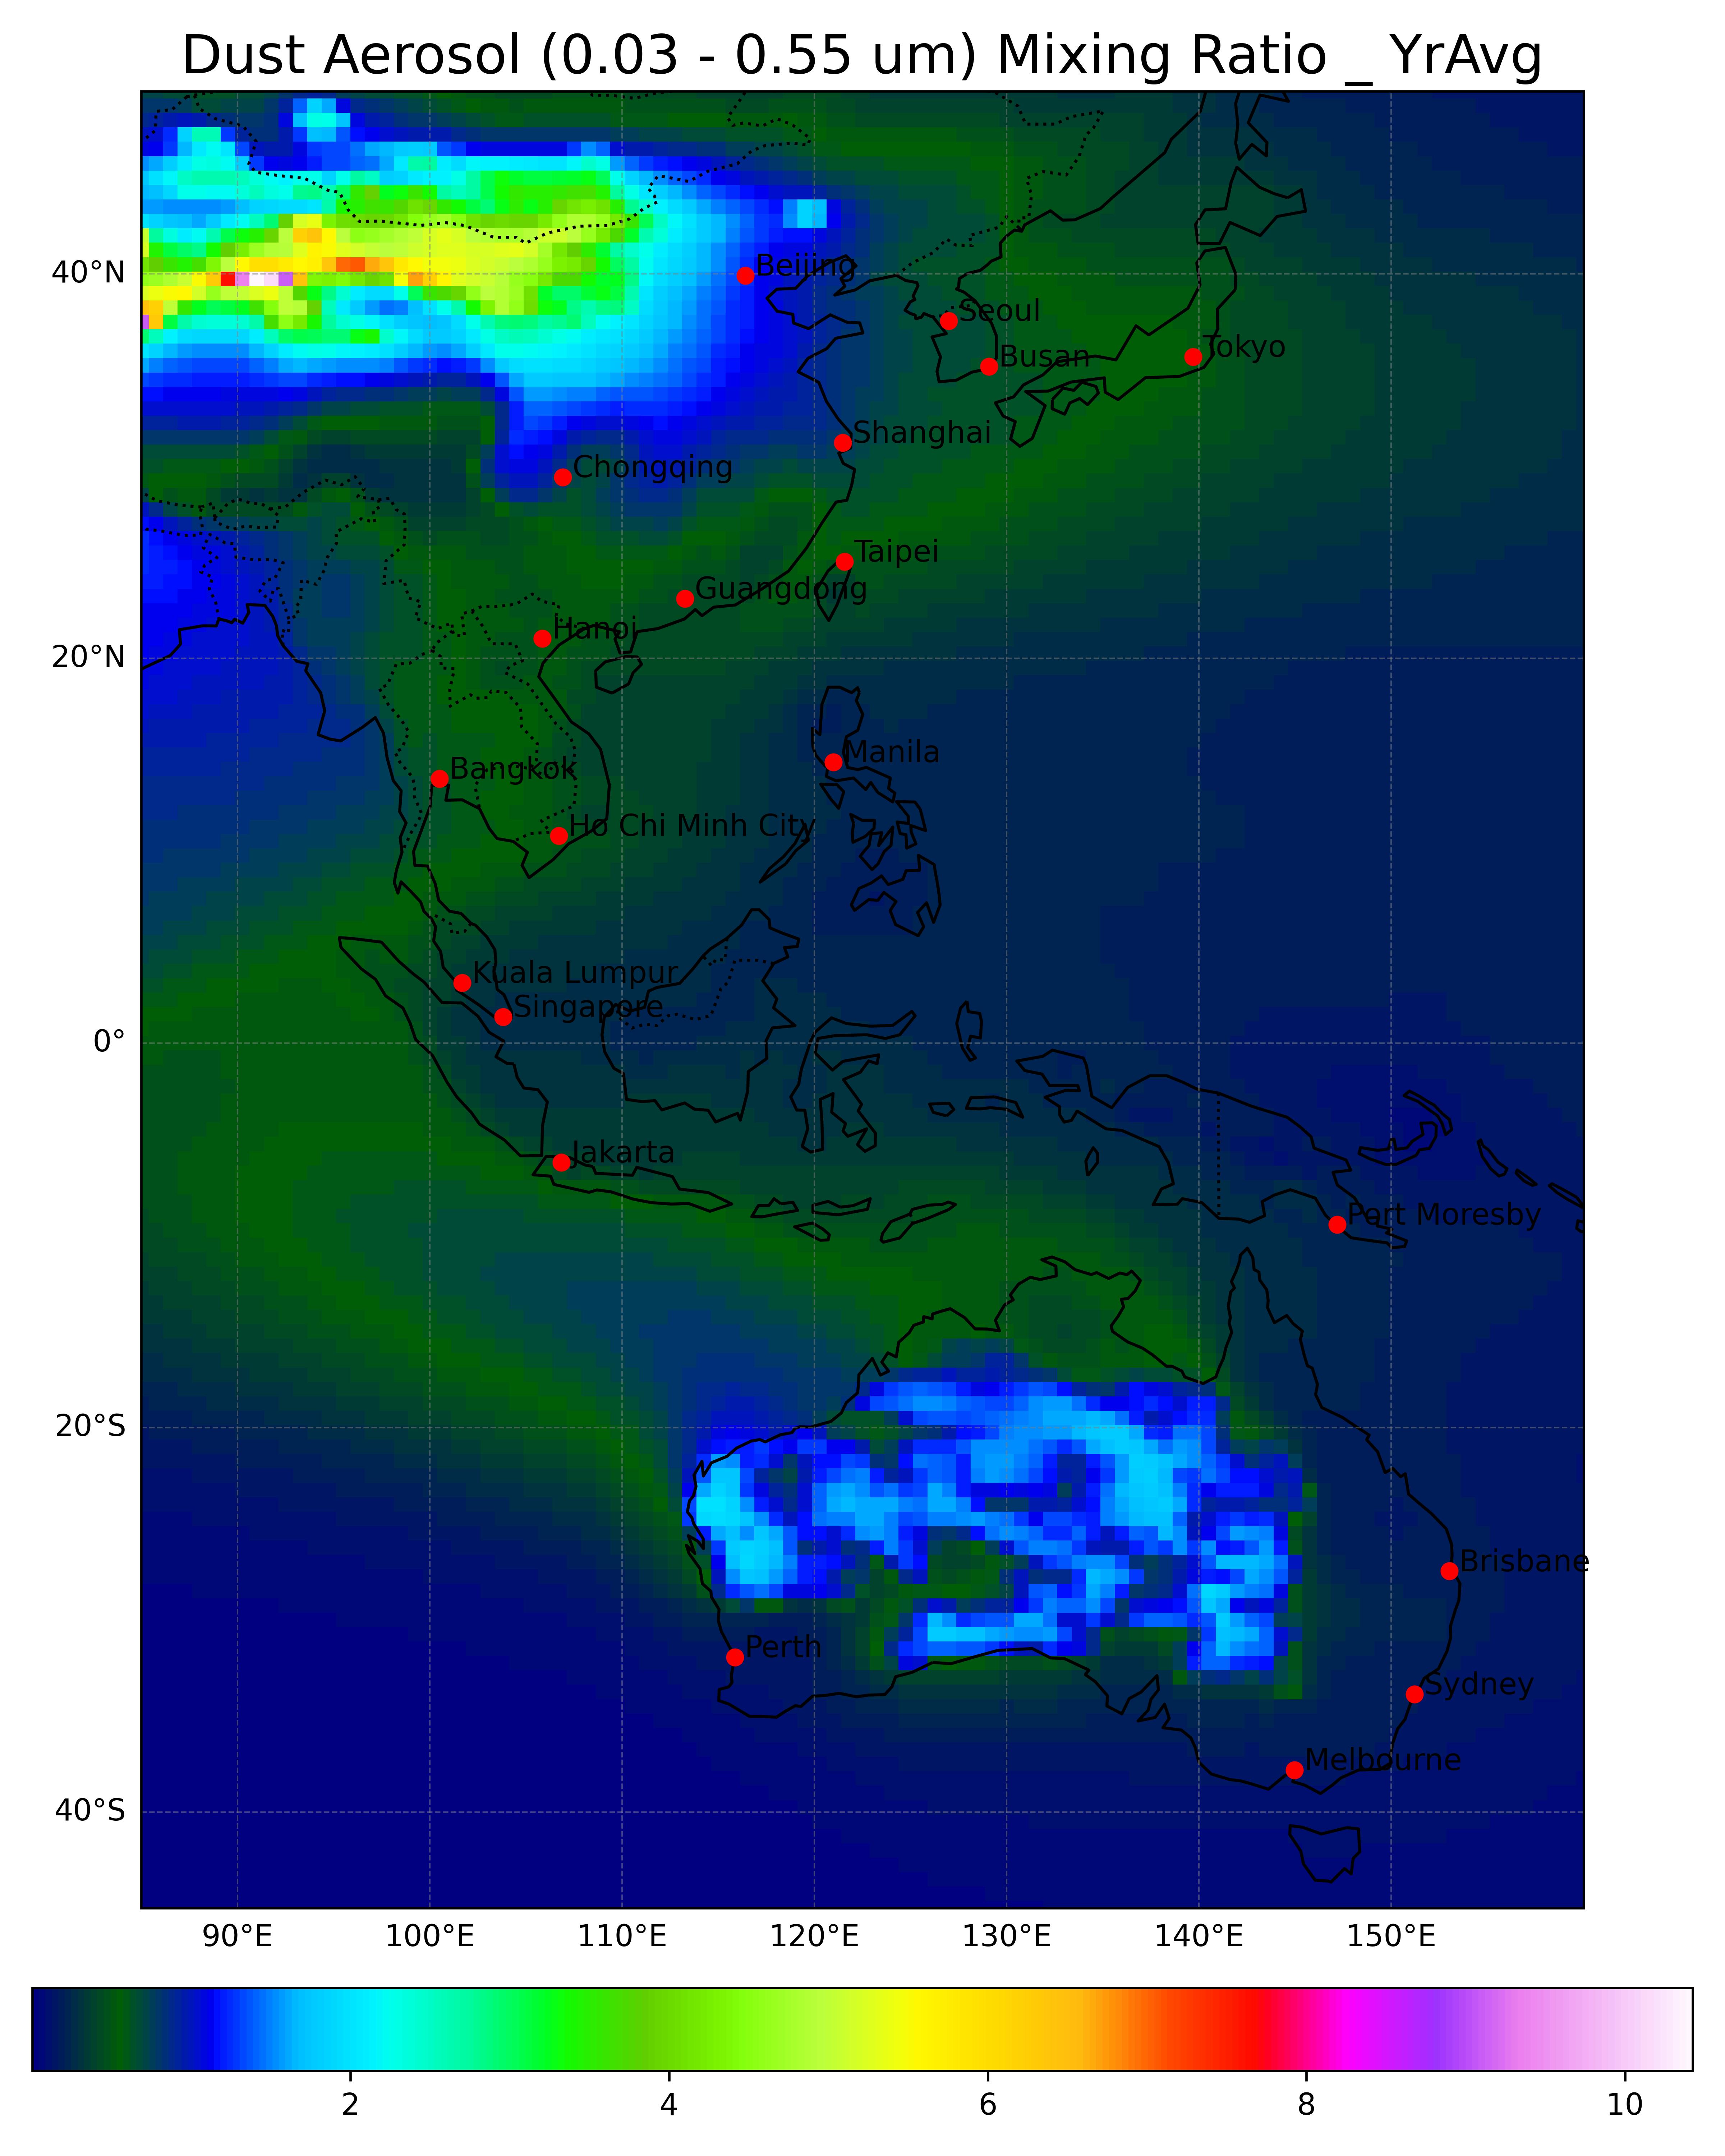 Dust Aerosol (0.03 - 0.55 um) Mixing Ratio _ YrAvg
40°N
Beijing
Seoul
Busan
Tokyo
Shanghai
Chongqing
Taipei
Guangdong
Hanoi
20°N
Manila
Bangkok
Ho Chi Minh City
Kuala Lumpur
Singapore
0°
Jakarta
Port Moresby
20°S
Brisbane
Perth
Sydney
Melbourne
40°S
90°E 100°E 110°E 120°E 130°E 140°E 150°E
2 4 6 8 10